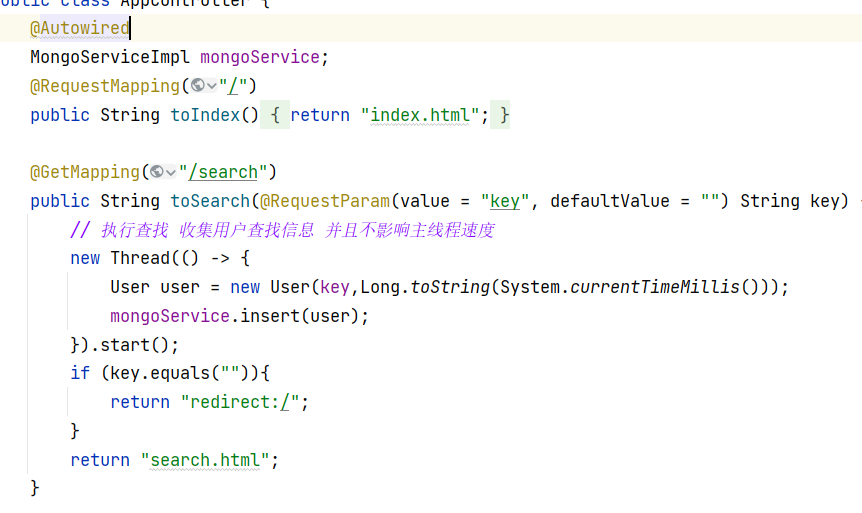 public class AppController {
@Autowired
MongoServiceImpl mongoService;
@RequestMapping("/")
public String toIndex() { return "index.html"; }
@GetMapping("/search")
public String toSearch(@RequestParam(value = "key", defaultValue = "") String key) {
// 执行查找 收集用户查找信息 并且不影响主线程速度
new Thread(() -> {
User user = new User(key,Long.toString(System.currentTimeMillis()));
mongoService.insert(user);
}).start();
if (key.equals("")){
return "redirect:/";
}
return "search.html";
}